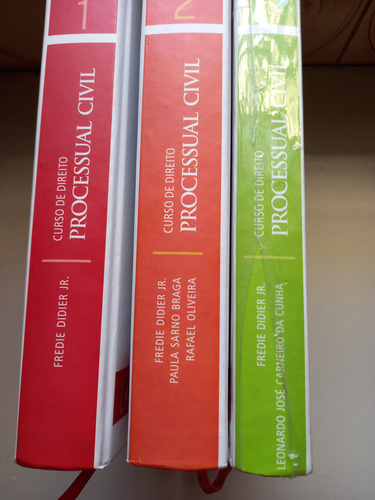 1
CURSO DE DIREITO
PROCESSUAL CIVIL
FREDIE DIDIER JR.
2
CURSO DE DIREITO
PROCESSUAL CIVIL
FREDIE DIDIER JR.
PAULA SARNO BRAGA
RAFAEL OLIVEIRA
CURSO DE DIREITO
PROCESSUAL CIVIL
FREDIE DIDIER JR.
LEONARDO JOSÉ CARNEIRO DA CUNHA